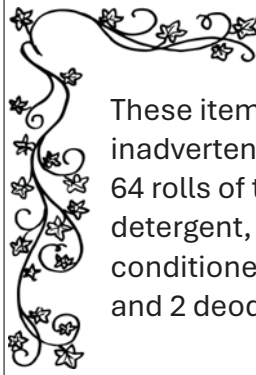 These item
inadverten
64 rolls of t
detergent,
conditione
and 2 deod